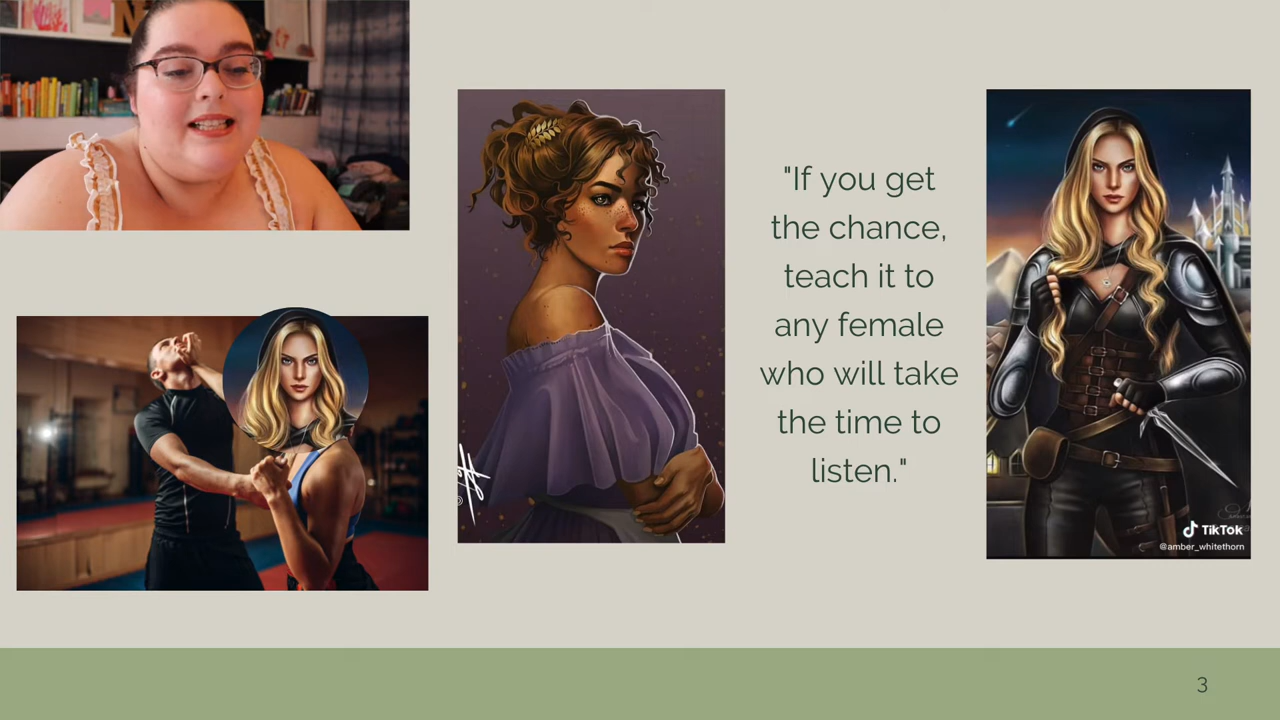 "If you get
the chance,
teach it to
any female
who will take
the time to
listen."
TikTok
@amber_whitethorn
3